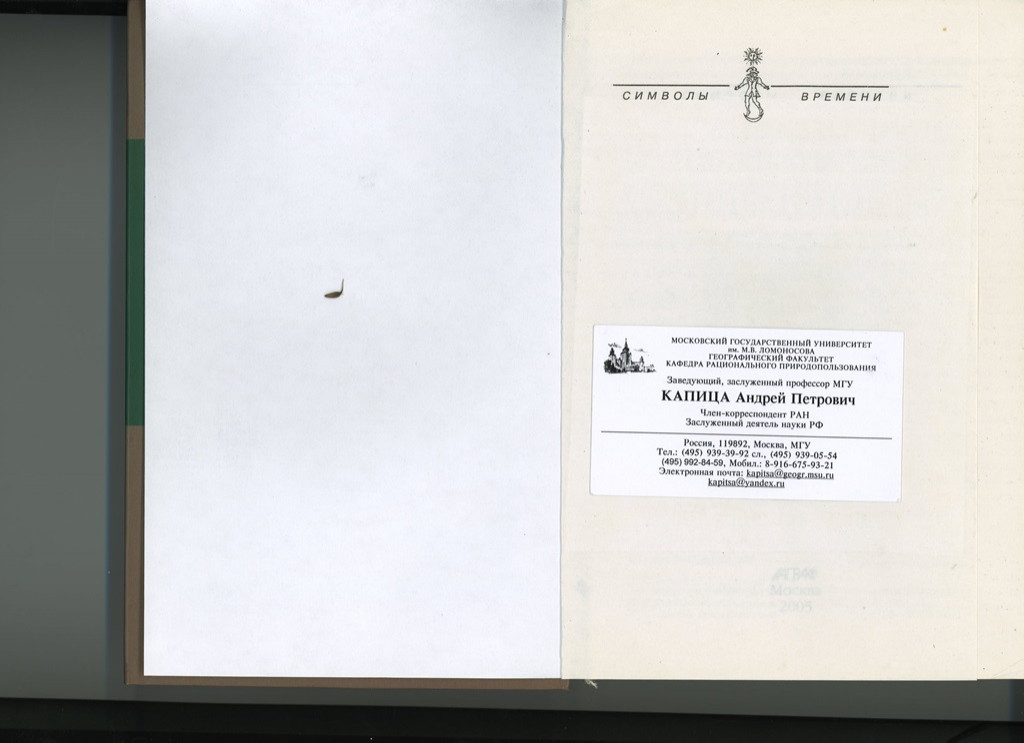 СИМВОЛЫ ВРЕМЕНИ
МОСКОВСКИЙ ГОСУДАРСТВЕННЫЙ УНИВЕРСИТЕТ
им. М.В. ЛОМОНОСОВА
ГЕОГРАФИЧЕСКИЙ ФАКУЛЬТЕТ
КАФЕДРА РАЦИОНАЛЬНОГО ПРИРОДОПОЛЬЗОВАНИЯ
Заведующий, заслуженный профессор МГУ
КАПИЦА Андрей Петрович
Член-корреспондент РАН
Заслуженный деятель науки РФ
Россия, 119892, Москва, МГУ
Тел.: (495) 939-39-92 сл., (495) 939-05-54
(495) 992-84-59, Мобил.: 8-916-675-93-21
Электронная почта: kapitsa@geogr.msu.ru
kapitsa@yandex.ru
Москва
2005